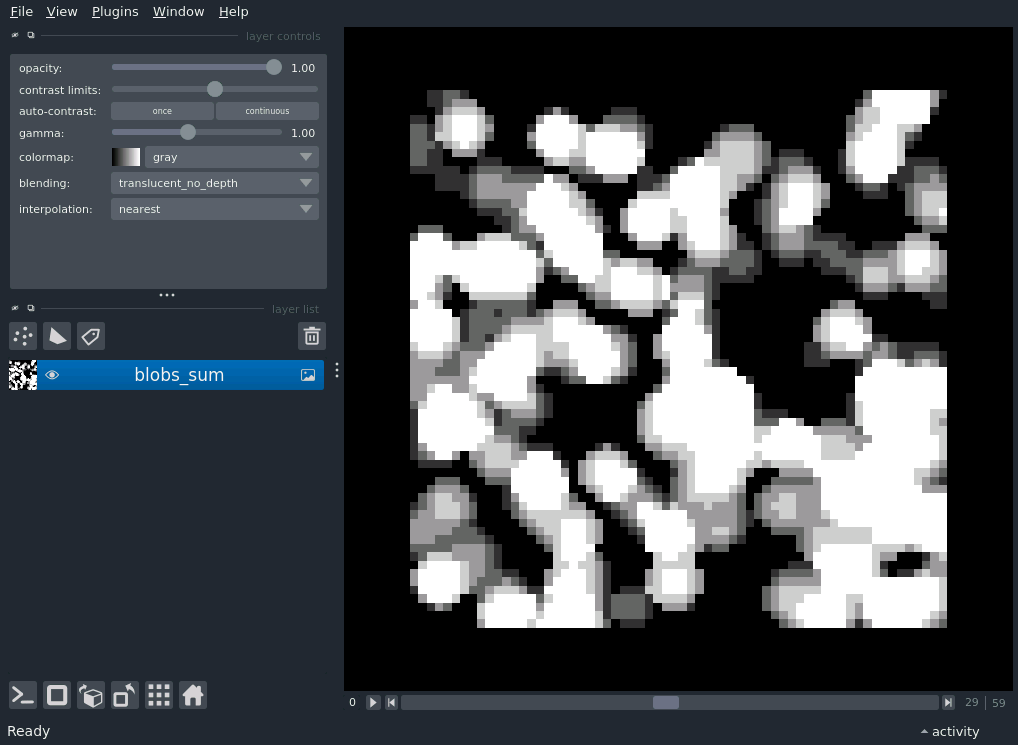 File View Plugins Window Help
layer controls
opacity: 1.00
contrast limits:
auto-contrast: once continuous
gamma: 1.00
colormap: gray
blending: translucent_no_depth
interpolation: nearest
layer list
blobs_sum
0 29 59
Ready activity